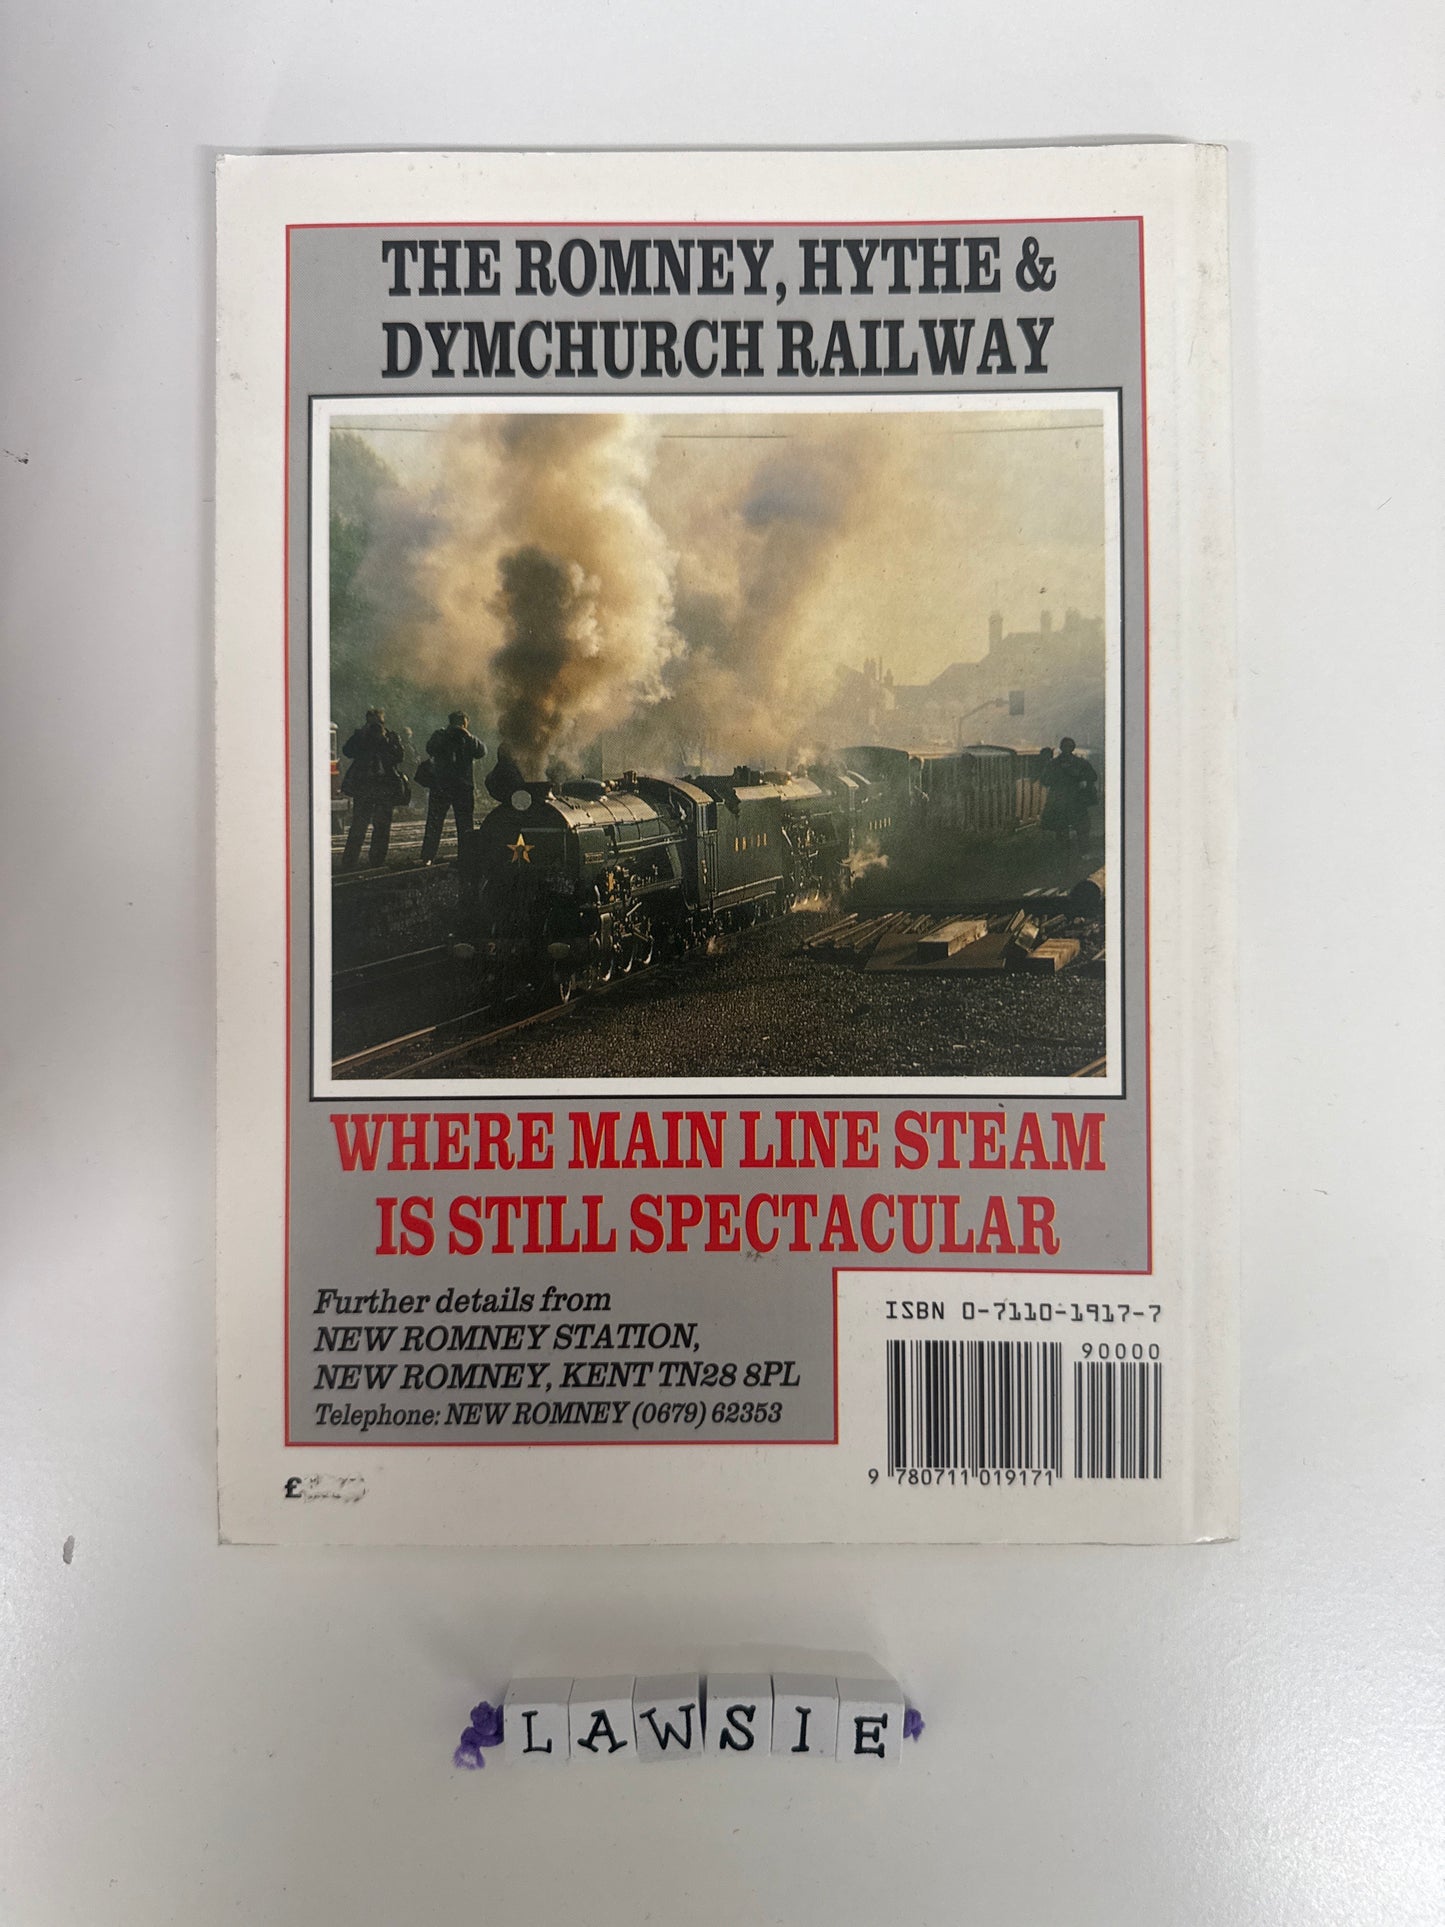 THE ROMNEY, HYTHE &
DYMCHURCH RAILWAY
WHERE MAIN LINE STEAM
IS STILL SPECTACULAR
Further details from
NEW ROMNEY STATION,
NEW ROMNEY, KENT TN28 8PL
Telephone: NEW ROMNEY (0679) 62353
ISBN 0-7110-1917-7
90000
9 780711 019171
£
LAWSIE